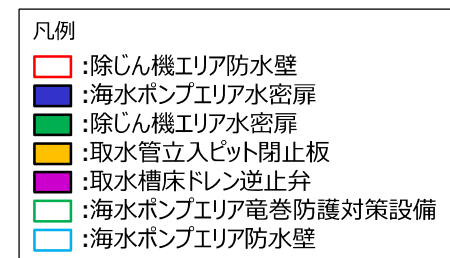 凡例
:除じん機エリア防水壁
:海水ポンプエリア水密扉
:除じん機エリア水密扉
:取水管立入ピット閉止板
:取水槽床ドレン逆止弁
:海水ポンプエリア竜巻防護対策設備
:海水ポンプエリア防水壁